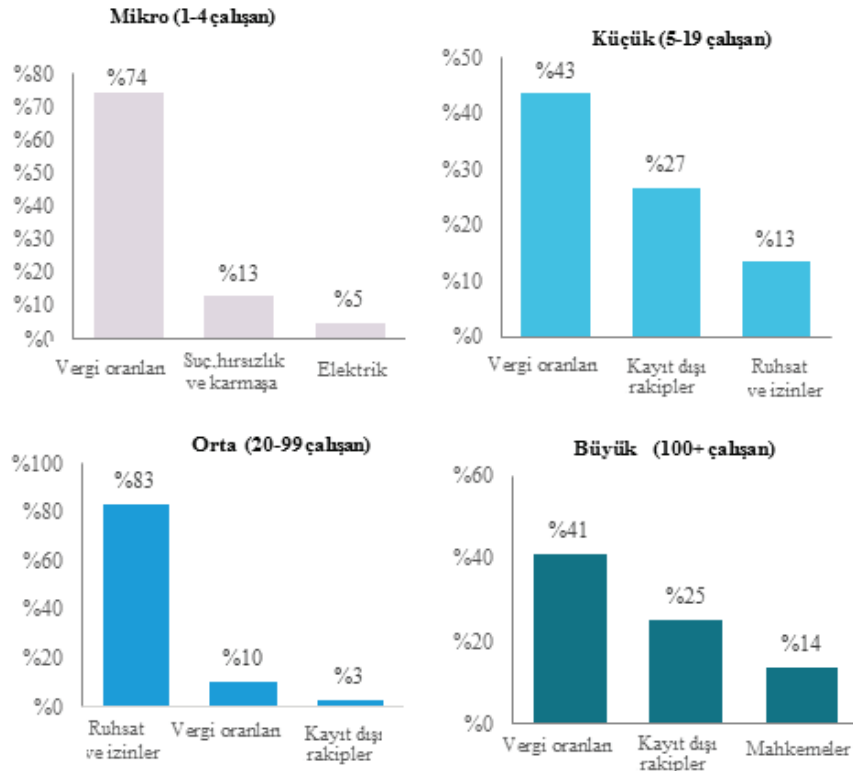 Mikro (1-4 çalışan)
%80
%70
%60
%50
%40
%30
%20
%10
%0
%74
%13
%5
Vergi oranları
Suç,hırsızlık
ve karmaşa
Elektrik
Küçük (5-19 çalışan)
%50
%40
%30
%20
%10
%0
%43
%27
%13
Vergi oranları
Kayıt dışı
rakipler
Ruhsat
ve izinler
Orta (20-99 çalışan)
%100
%80
%60
%40
%20
%0
%83
%10
%3
Ruhsat
ve izinler
Vergi oranları
Kayıt dışı
rakipler
Büyük (100+ çalışan)
%60
%40
%20
%0
%41
%25
%14
Vergi oranları
Kayıt dışı
rakipler
Mahkemeler